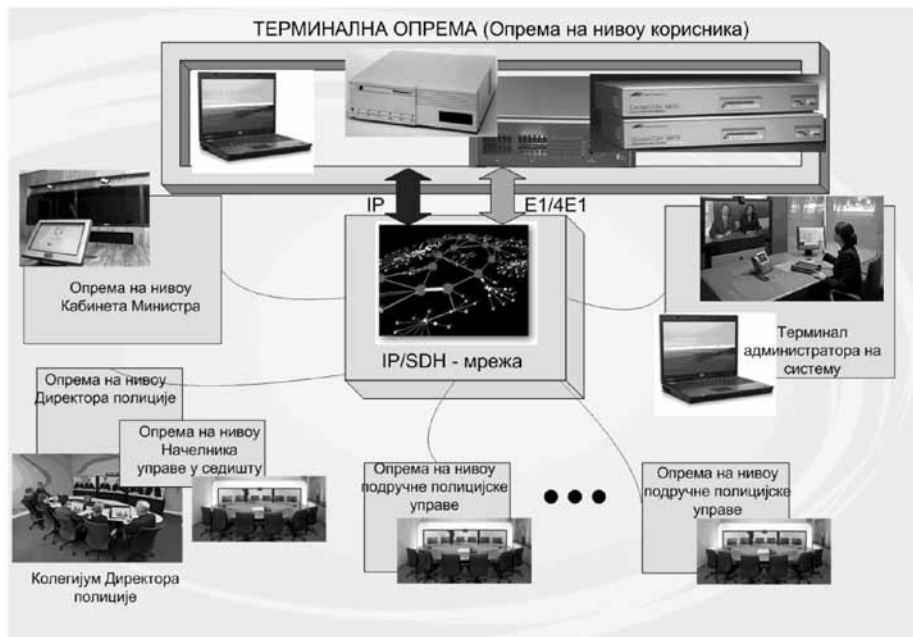 ТЕРМИНАЛНА ОПРЕМА (Опрема на нивоу корисника)
IP
E1/4E1
Опрема на нивоу
Кабинета Министра
IP/SDH - мрежа
Терминал
администратора на
систему
Опрема на нивоу
Директора полиције
Опрема на нивоу
Начелника
управе у седишту
Колегијум Директора
полиције
Опрема на нивоу
подручне полицијске
управе
Опрема на нивоу
подручне полицијске
управе